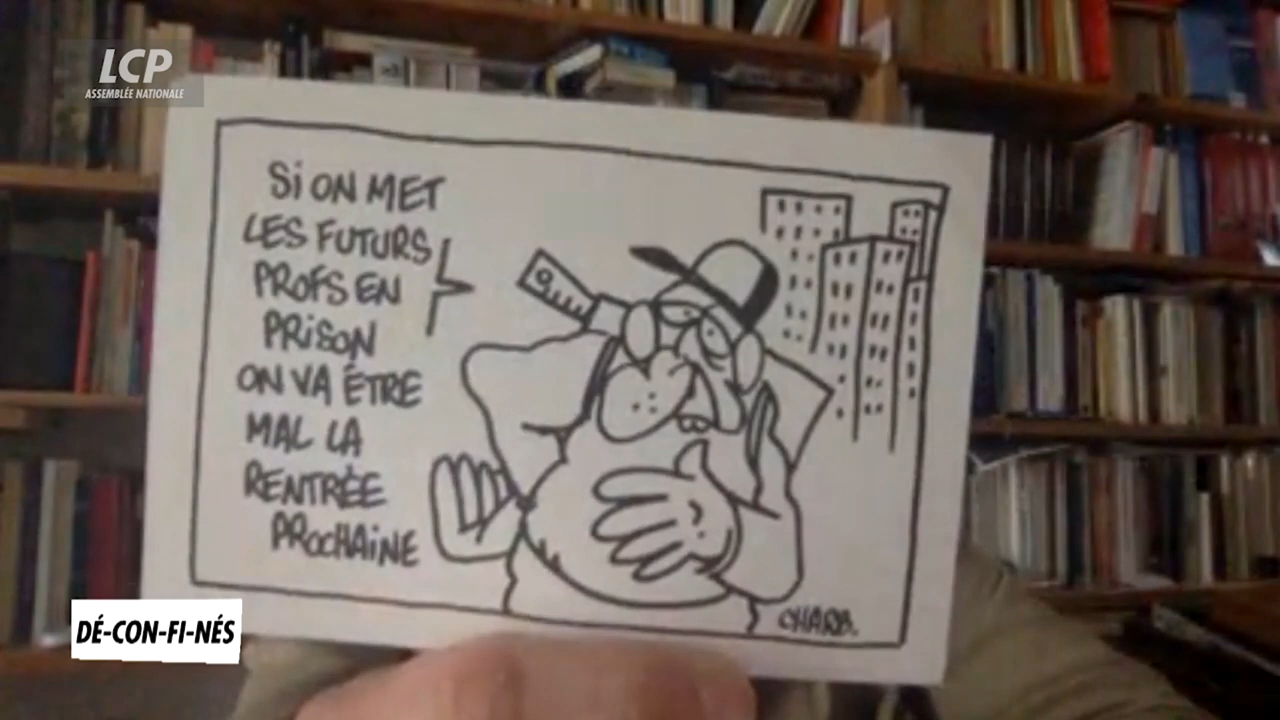 LCP
ASSEMBLÉE NATIONALE
Si ON MET
LES FUTURS
PROFS EN
PRISON
ON VA ÊTRE
MAL LA
RENTRÉE
PROCHAiNE
CHARB.
DÉ-CON-FI-NÉS